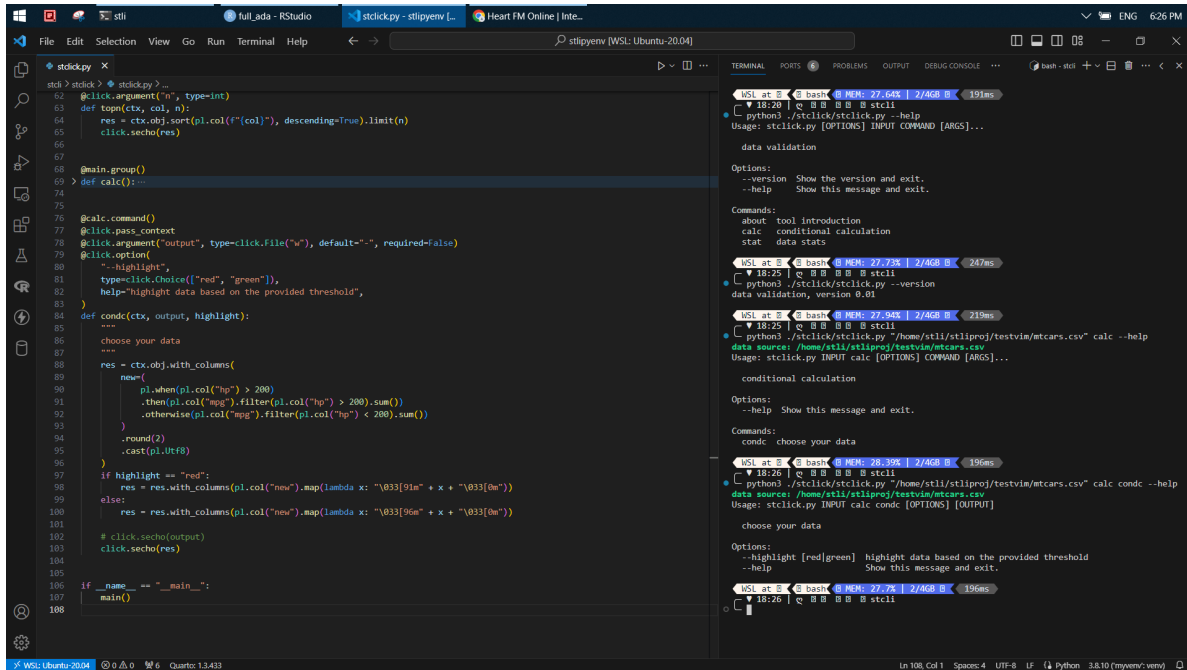 stli
full_ada - RStudio
stclick.py - stlipyenv [...
Heart FM Online | Inte...
ENG 6:26 PM
File Edit Selection View Go Run Terminal Help
stlipyenv [WSL: Ubuntu-20.04]
stclick.py
stcli > stclick > stclick.py > ...
62 @click.argument("n", type=int)
63 def topn(ctx, col, n):
64 res = ctx.obj.sort(pl.col(f"{col}"), descending=True).limit(n)
65 click.secho(res)
66
67
68 @main.group()
69 > def calc(): ...
74
75
76 @calc.command()
77 @click.pass_context
78 @click.argument("output", type=click.File("w"), default="-", required=False)
79 @click.option(
80 "--highlight",
81 type=click.Choice(["red", "green"]),
82 help="highight data based on the provided threshold",
83 )
84 def condc(ctx, output, highlight):
85 """
86 choose your data
87 """
88 res = ctx.obj.with_columns(
89 new=(
90 pl.when(pl.col("hp") > 200)
91 .then(pl.col("mpg").filter(pl.col("hp") > 200).sum())
92 .otherwise(pl.col("mpg").filter(pl.col("hp") < 200).sum())
93 )
94 .round(2)
95 .cast(pl.Utf8)
96 )
97 if highlight == "red":
98 res = res.with_columns(pl.col("new").map(lambda x: "\033[91m" + x + "\033[0m"))
99 else:
100 res = res.with_columns(pl.col("new").map(lambda x: "\033[96m" + x + "\033[0m"))
101
102 # click.secho(output)
103 click.secho(res)
104
105
106 if __name__ == "__main__":
107 main()
108
TERMINAL PORTS 6 PROBLEMS OUTPUT DEBUG CONSOLE ... bash - stcli
WSL at bash MEM: 27.64% | 2/4GB 191ms
18:20 | stcli
python3 ./stclick/stclick.py --help
Usage: stclick.py [OPTIONS] INPUT COMMAND [ARGS]...
data validation
Options:
--version Show the version and exit.
--help Show this message and exit.
Commands:
about tool introduction
calc conditional calculation
stat data stats
WSL at bash MEM: 27.73% | 2/4GB 247ms
18:25 | stcli
python3 ./stclick/stclick.py --version
data validation, version 0.01
WSL at bash MEM: 27.94% | 2/4GB 219ms
18:25 | stcli
python3 ./stclick/stclick.py "/home/stli/stliproj/testvim/mtcars.csv" calc --help
data source: /home/stli/stliproj/testvim/mtcars.csv
Usage: stclick.py INPUT calc [OPTIONS] COMMAND [ARGS]...
conditional calculation
Options:
--help Show this message and exit.
Commands:
condc choose your data
WSL at bash MEM: 28.39% | 2/4GB 196ms
18:26 | stcli
python3 ./stclick/stclick.py "/home/stli/stliproj/testvim/mtcars.csv" calc condc --help
data source: /home/stli/stliproj/testvim/mtcars.csv
Usage: stclick.py INPUT calc condc [OPTIONS] [OUTPUT]
choose your data
Options:
--highlight [red|green] highight data based on the provided threshold
--help Show this message and exit.
WSL at bash MEM: 27.7% | 2/4GB 196ms
18:26 | stcli
WSL: Ubuntu-20.04 0 0 6 Quarto: 1.3.433
Ln 108, Col 1 Spaces: 4 UTF-8 LF Python 3.8.10 ('myvenv': venv)